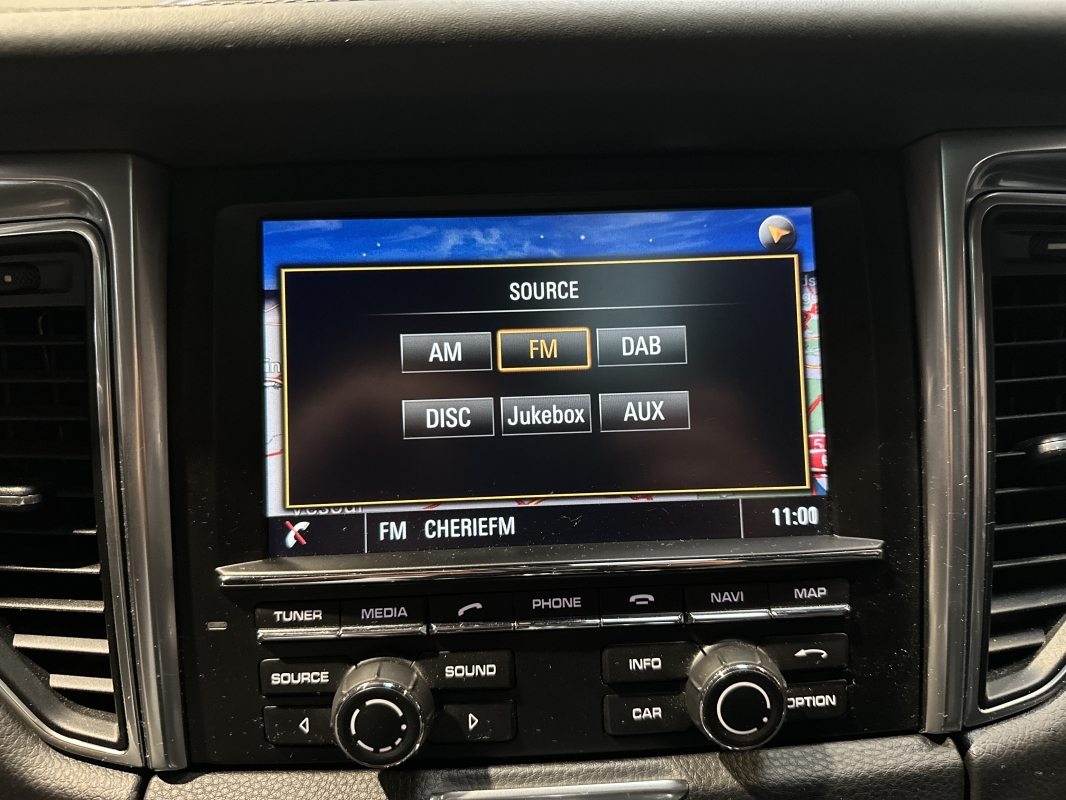 SOURCE
AM FM DAB
DISC Jukebox AUX
FM CHERIEFM 11:00
TUNER MEDIA PHONE NAVI MAP
SOURCE SOUND INFO
CAR OPTION